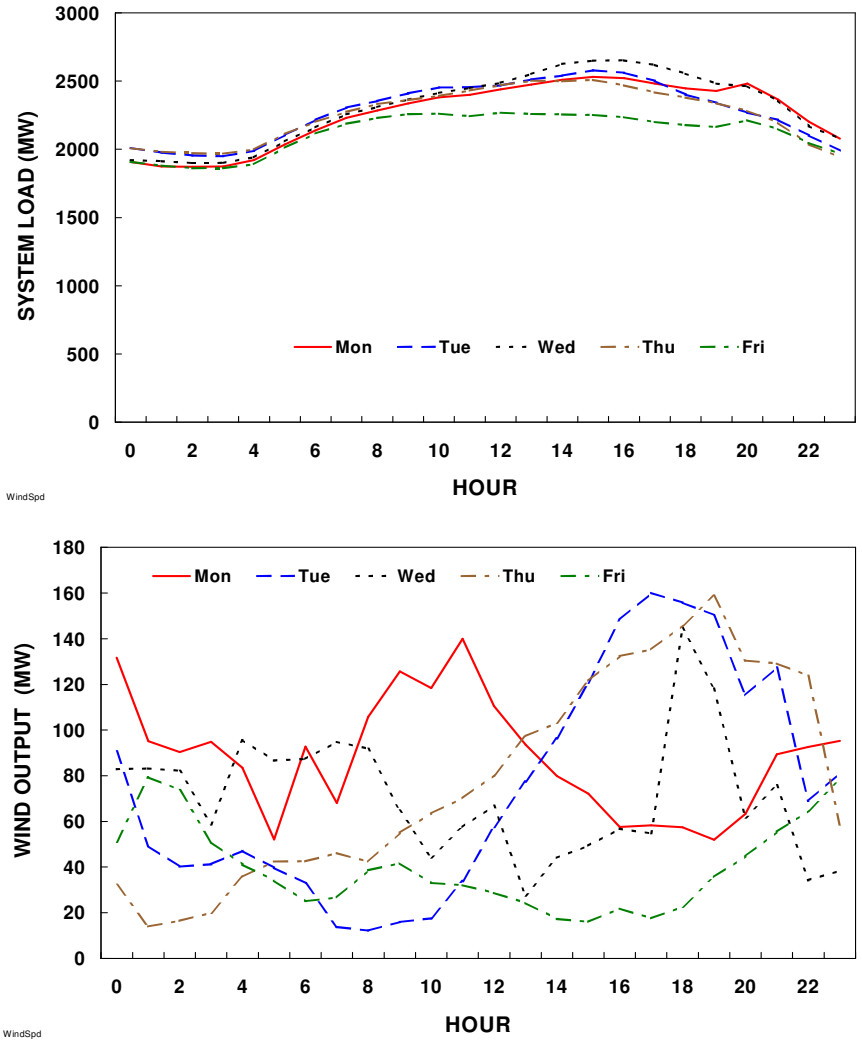 3000
2500
2000
1500
1000
500
0
SYSTEM LOAD (MW)
Mon Tue Wed Thu Fri
0 2 4 6 8 10 12 14 16 18 20 22
HOUR
WindSpd
180
160
140
120
100
80
60
40
20
0
WIND OUTPUT (MW)
Mon Tue Wed Thu Fri
0 2 4 6 8 10 12 14 16 18 20 22
HOUR
WindSpd